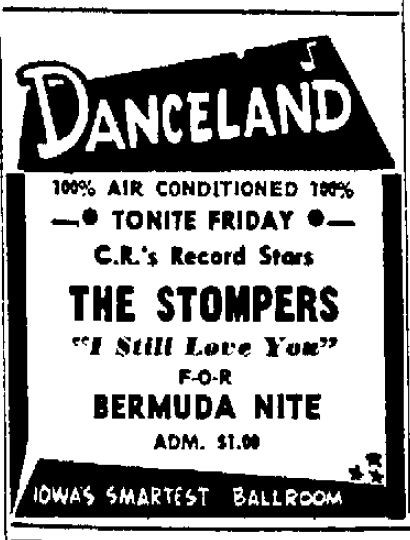 DANCELAND
100% AIR CONDITIONED 100%
TONITE FRIDAY
C.R.'s Record Stars
THE STOMPERS
"I Still Love You"
F-O-R
BERMUDA NITE
ADM. $1.00
IOWA'S SMARTEST BALLROOM